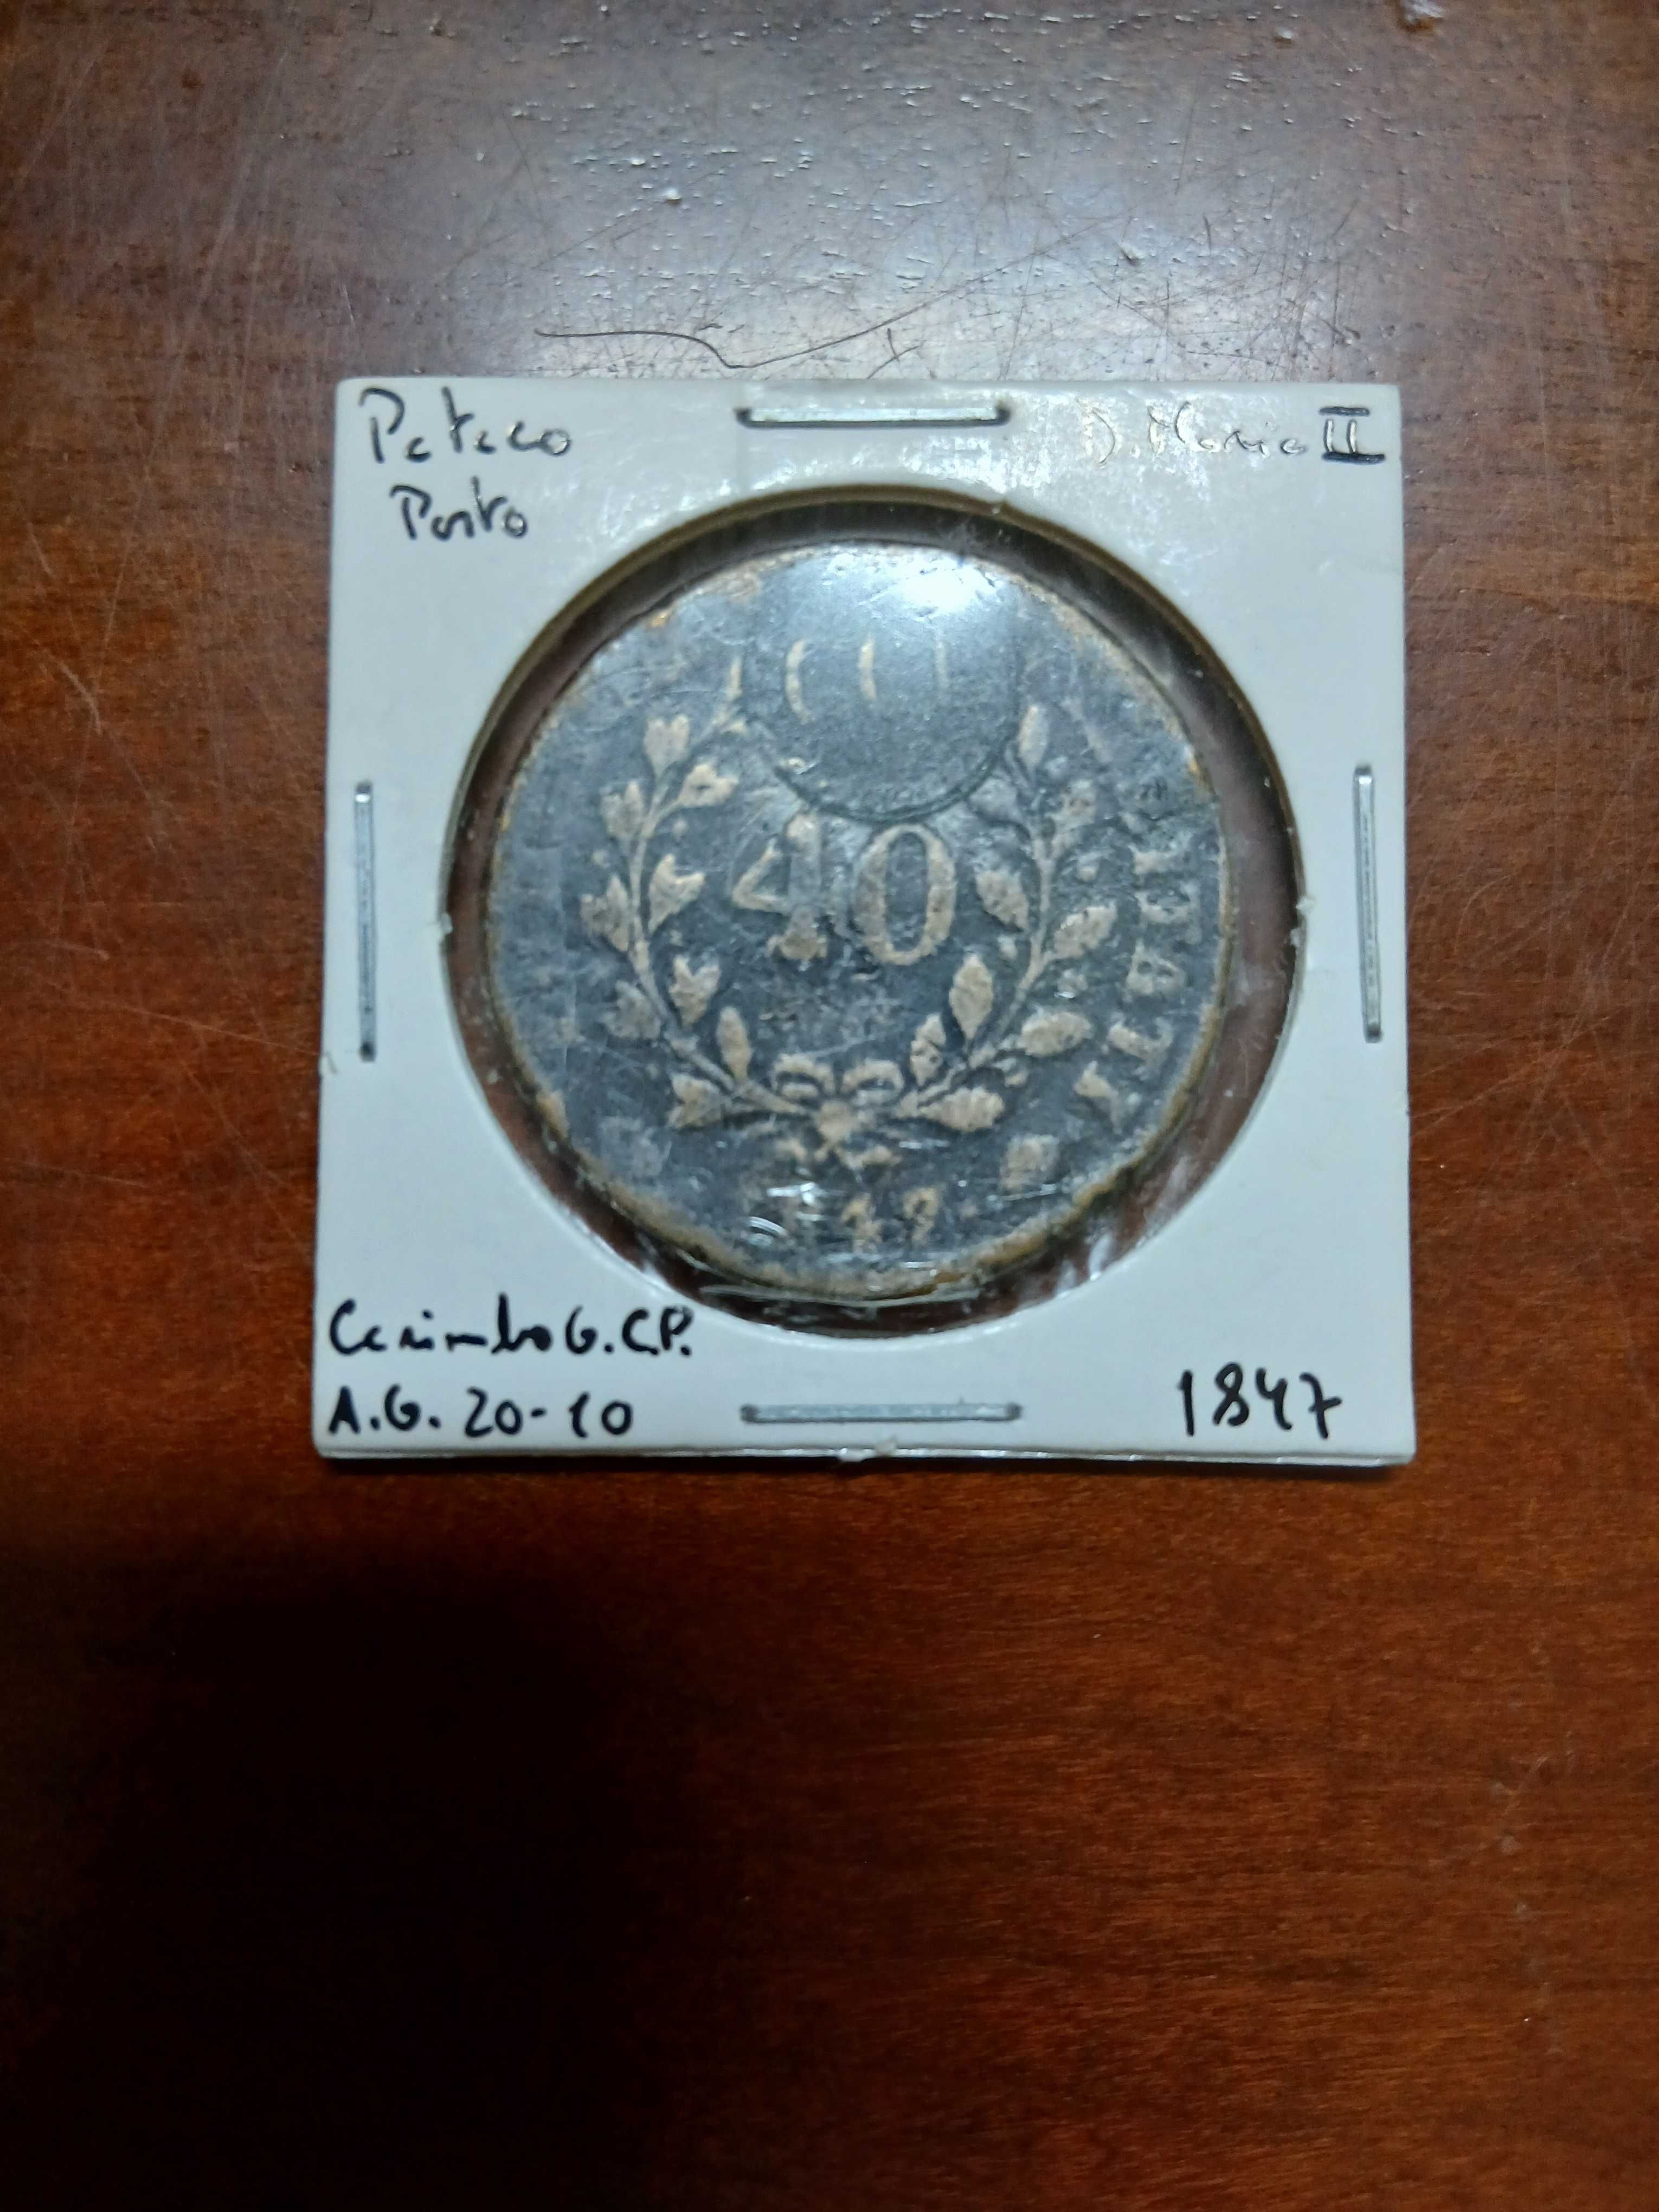 Pataco
Porto
D. Maria II
40
Carimbo G.C.P.
A.G. 20-10
1847